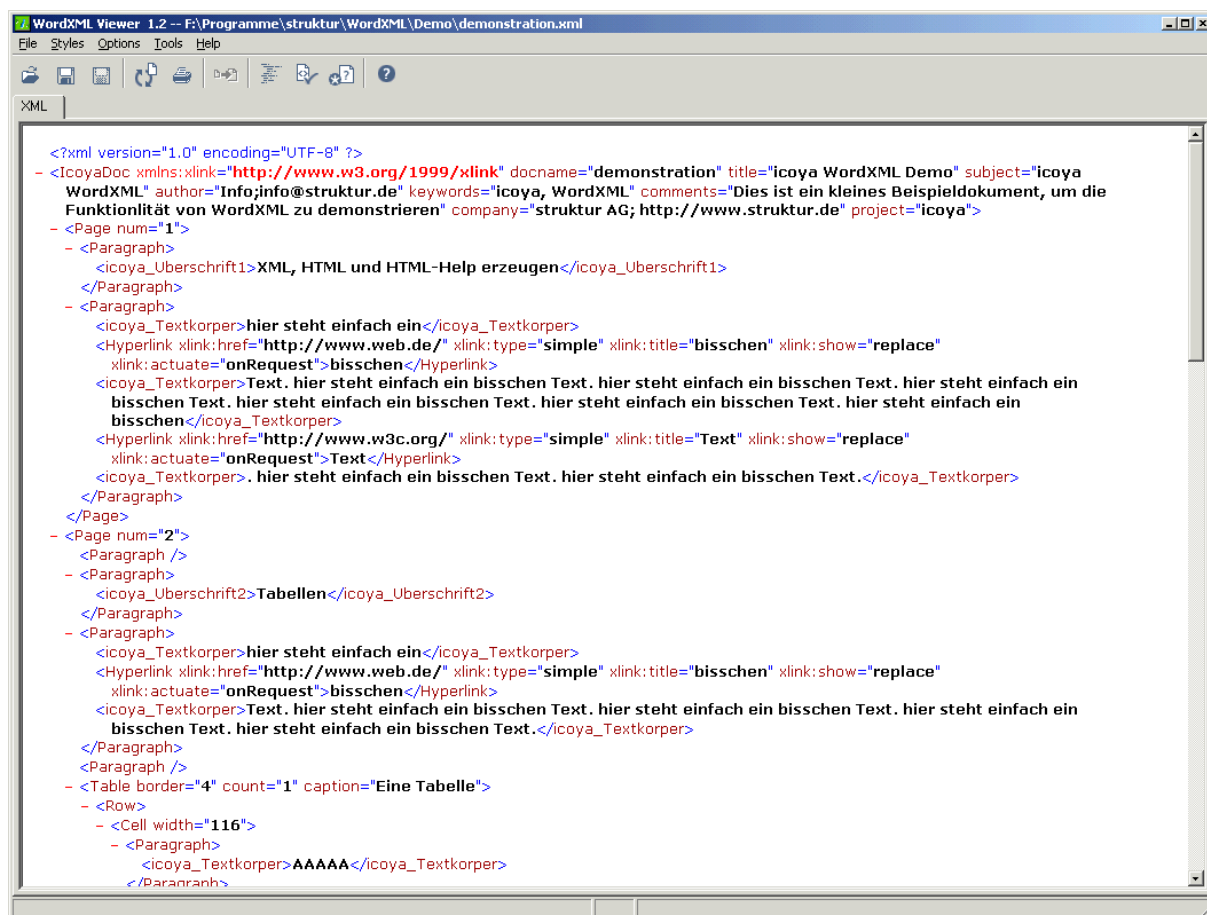 WordXML Viewer 1.2 -- F:\Programme\struktur\WordXML\Demo\demonstration.xml
File Styles Options Tools Help
XML
<?xml version="1.0" encoding="UTF-8" ?>
– <IcoyaDoc xmlns:xlink="http://www.w3.org/1999/xlink" docname="demonstration" title="icoya WordXML Demo" subject="icoya
WordXML" author="Info;info@struktur.de" keywords="icoya, WordXML" comments="Dies ist ein kleines Beispieldokument, um die
Funktionlität von WordXML zu demonstrieren" company="struktur AG; http://www.struktur.de" project="icoya">
– <Page num="1">
– <Paragraph>
<icoya_Uberschrift1>XML, HTML und HTML-Help erzeugen</icoya_Uberschrift1>
</Paragraph>
– <Paragraph>
<icoya_Textkorper>hier steht einfach ein</icoya_Textkorper>
<Hyperlink xlink:href="http://www.web.de/" xlink:type="simple" xlink:title="bisschen" xlink:show="replace"
xlink:actuate="onRequest">bisschen</Hyperlink>
<icoya_Textkorper>Text. hier steht einfach ein bisschen Text. hier steht einfach ein bisschen Text. hier steht einfach ein
bisschen Text. hier steht einfach ein bisschen Text. hier steht einfach ein bisschen Text. hier steht einfach ein
bisschen</icoya_Textkorper>
<Hyperlink xlink:href="http://www.w3c.org/" xlink:type="simple" xlink:title="Text" xlink:show="replace"
xlink:actuate="onRequest">Text</Hyperlink>
<icoya_Textkorper>. hier steht einfach ein bisschen Text. hier steht einfach ein bisschen Text.</icoya_Textkorper>
</Paragraph>
</Page>
– <Page num="2">
<Paragraph />
– <Paragraph>
<icoya_Uberschrift2>Tabellen</icoya_Uberschrift2>
</Paragraph>
– <Paragraph>
<icoya_Textkorper>hier steht einfach ein</icoya_Textkorper>
<Hyperlink xlink:href="http://www.web.de/" xlink:type="simple" xlink:title="bisschen" xlink:show="replace"
xlink:actuate="onRequest">bisschen</Hyperlink>
<icoya_Textkorper>Text. hier steht einfach ein bisschen Text. hier steht einfach ein bisschen Text. hier steht einfach ein
bisschen Text. hier steht einfach ein bisschen Text.</icoya_Textkorper>
</Paragraph>
<Paragraph />
– <Table border="4" count="1" caption="Eine Tabelle">
– <Row>
– <Cell width="116">
– <Paragraph>
<icoya_Textkorper>AAAAA</icoya_Textkorper>
</Paragraph>